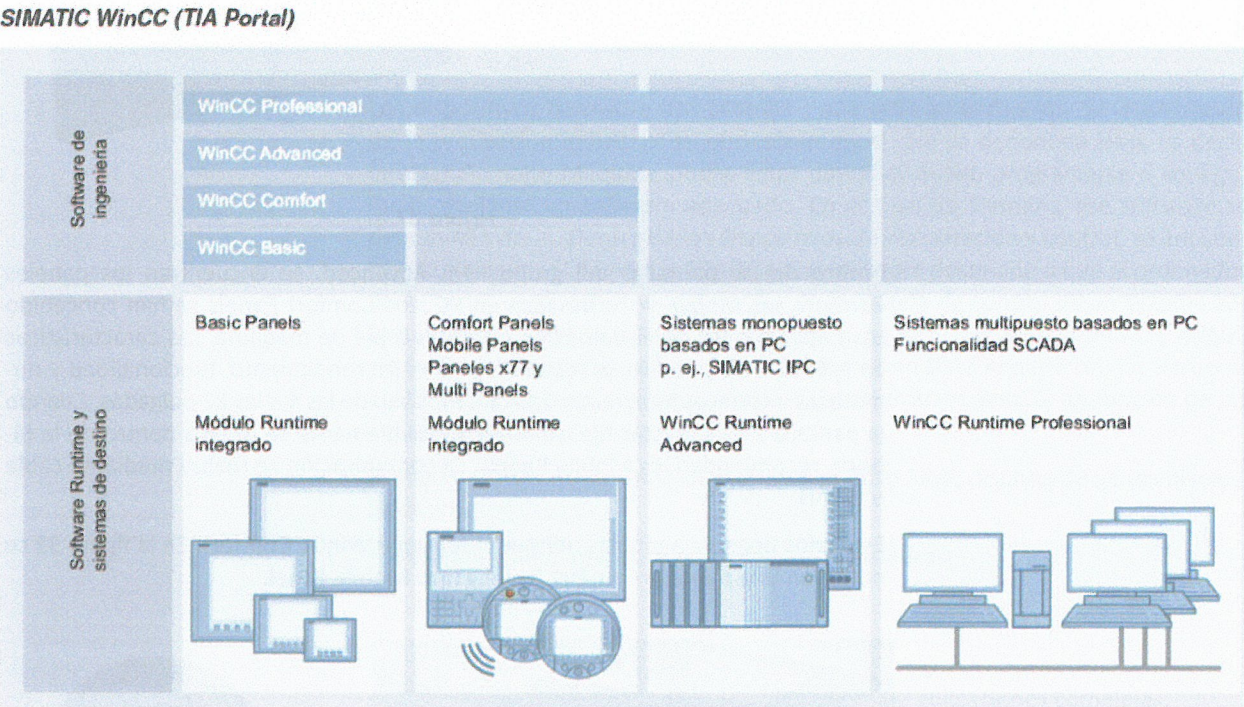 SIMATIC WinCC (TIA Portal)
Software de
ingeniería
WinCC Professional
WinCC Advanced
WinCC Comfort
WinCC Basic
Software Runtime y
sistemas de destino
Basic Panels
Módulo Runtime
integrado
Comfort Panels
Mobile Panels
Paneles x77 y
Multi Panels
Módulo Runtime
integrado
Sistemas monopuesto
basados en PC
p. ej., SIMATIC IPC
WinCC Runtime
Advanced
Sistemas multipuesto basados en PC
Funcionalidad SCADA
WinCC Runtime Professional